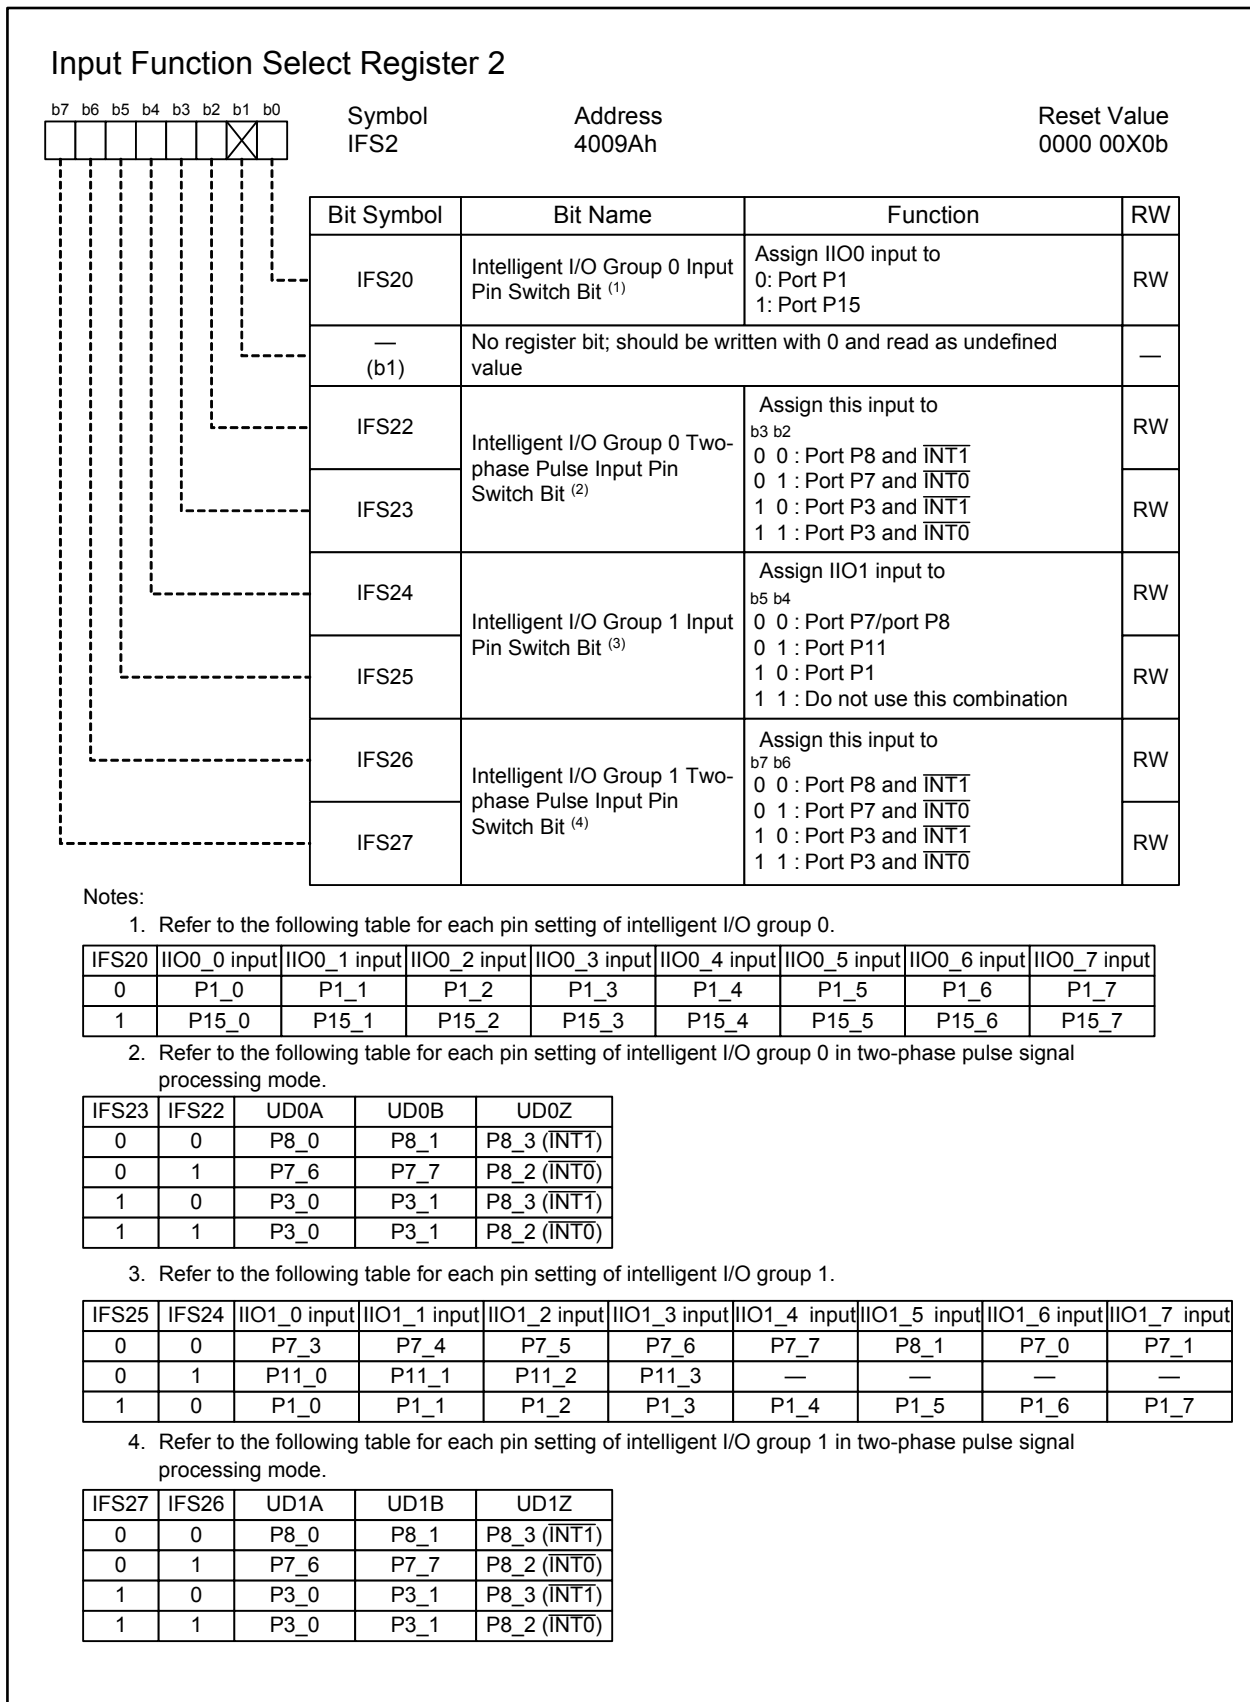 Input Function Select Register 2
b7 b6 b5 b4 b3 b2 b1 b0
Symbol Address Reset Value
IFS2 4009Ah 0000 00X0b
Bit Symbol Bit Name Function RW
IFS20 Intelligent I/O Group 0 Input Pin Switch Bit (1) Assign IIO0 input to RW
0: Port P1
1: Port P15
— (b1) No register bit; should be written with 0 and read as undefined value —
IFS22 Intelligent I/O Group 0 Two-phase Pulse Input Pin Switch Bit (2) Assign this input to RW
b3 b2
0 0 : Port P8 and INT1
0 1 : Port P7 and INT0
IFS23 1 0 : Port P3 and INT1 RW
1 1 : Port P3 and INT0
IFS24 Intelligent I/O Group 1 Input Pin Switch Bit (3) Assign IIO1 input to RW
b5 b4
0 0 : Port P7/port P8
0 1 : Port P11
IFS25 1 0 : Port P1 RW
1 1 : Do not use this combination
IFS26 Intelligent I/O Group 1 Two-phase Pulse Input Pin Switch Bit (4) Assign this input to RW
b7 b6
0 0 : Port P8 and INT1
0 1 : Port P7 and INT0
IFS27 1 0 : Port P3 and INT1 RW
1 1 : Port P3 and INT0
Notes:
1. Refer to the following table for each pin setting of intelligent I/O group 0.
IFS20 IIO0_0 input IIO0_1 input IIO0_2 input IIO0_3 input IIO0_4 input IIO0_5 input IIO0_6 input IIO0_7 input
0 P1_0 P1_1 P1_2 P1_3 P1_4 P1_5 P1_6 P1_7
1 P15_0 P15_1 P15_2 P15_3 P15_4 P15_5 P15_6 P15_7
2. Refer to the following table for each pin setting of intelligent I/O group 0 in two-phase pulse signal
processing mode.
IFS23 IFS22 UD0A UD0B UD0Z
0 0 P8_0 P8_1 P8_3 (INT1)
0 1 P7_6 P7_7 P8_2 (INT0)
1 0 P3_0 P3_1 P8_3 (INT1)
1 1 P3_0 P3_1 P8_2 (INT0)
3. Refer to the following table for each pin setting of intelligent I/O group 1.
IFS25 IFS24 IIO1_0 input IIO1_1 input IIO1_2 input IIO1_3 input IIO1_4 input IIO1_5 input IIO1_6 input IIO1_7 input
0 0 P7_3 P7_4 P7_5 P7_6 P7_7 P8_1 P7_0 P7_1
0 1 P11_0 P11_1 P11_2 P11_3 — — — —
1 0 P1_0 P1_1 P1_2 P1_3 P1_4 P1_5 P1_6 P1_7
4. Refer to the following table for each pin setting of intelligent I/O group 1 in two-phase pulse signal
processing mode.
IFS27 IFS26 UD1A UD1B UD1Z
0 0 P8_0 P8_1 P8_3 (INT1)
0 1 P7_6 P7_7 P8_2 (INT0)
1 0 P3_0 P3_1 P8_3 (INT1)
1 1 P3_0 P3_1 P8_2 (INT0)